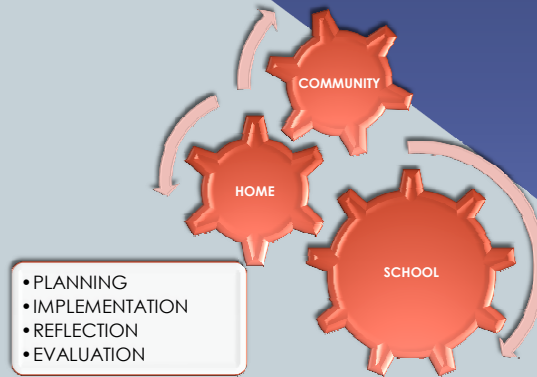 COMMUNITY
HOME
SCHOOL
•PLANNING
•IMPLEMENTATION
•REFLECTION
•EVALUATION